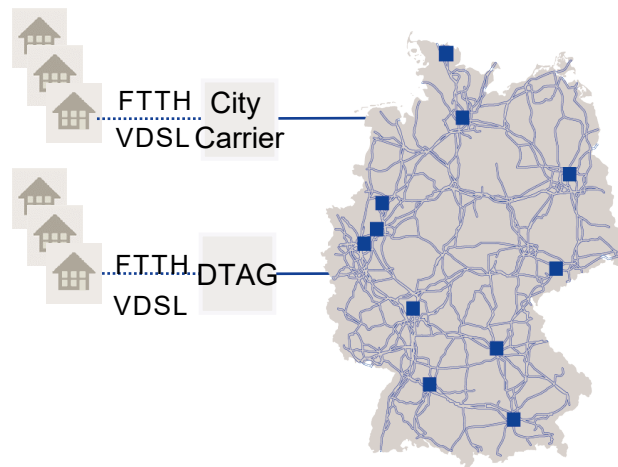 FTTH
VDSL
City
Carrier
FTTH
VDSL
DTAG